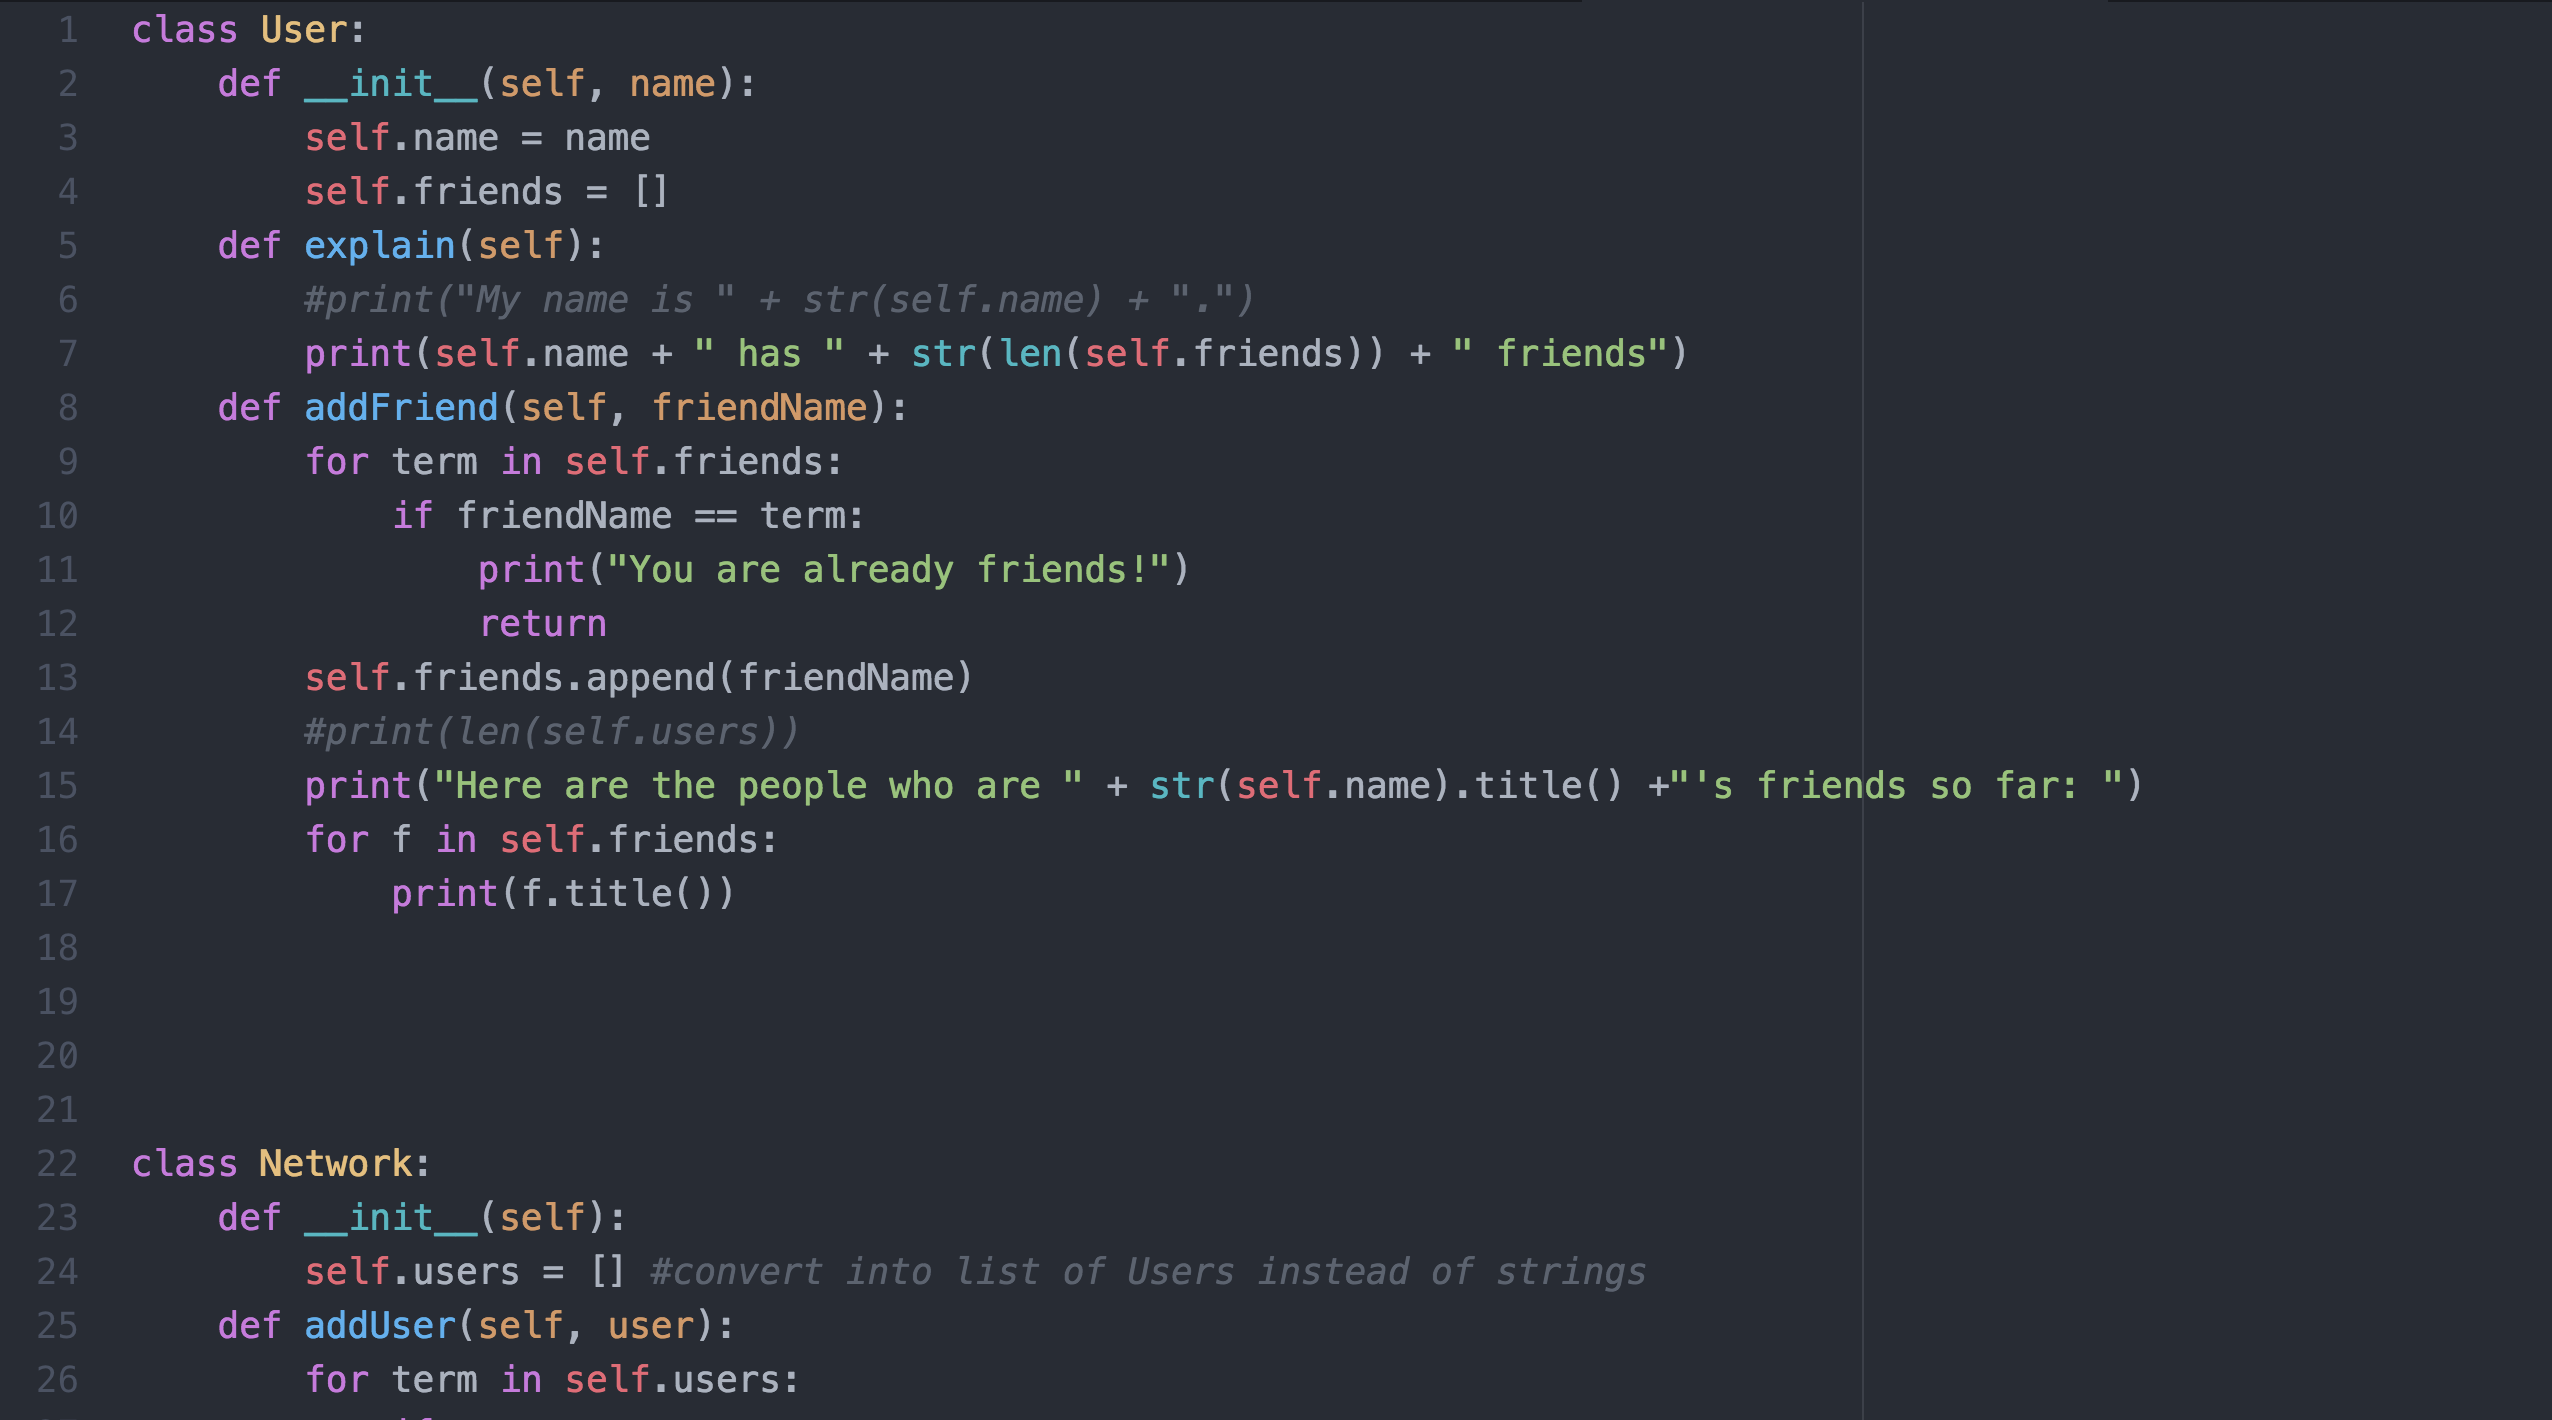 1 class User:
2     def __init__(self, name):
3         self.name = name
4         self.friends = []
5     def explain(self):
6         #print("My name is " + str(self.name) + ".")
7         print(self.name + " has " + str(len(self.friends)) + " friends")
8     def addFriend(self, friendName):
9         for term in self.friends:
10             if friendName == term:
11                 print("You are already friends!")
12                 return
13         self.friends.append(friendName)
14         #print(len(self.users))
15         print("Here are the people who are " + str(self.name).title() +"'s friends so far: ")
16         for f in self.friends:
17             print(f.title())
18
19
20
21
22 class Network:
23     def __init__(self):
24         self.users = [] #convert into list of Users instead of strings
25     def addUser(self, user):
26         for term in self.users: